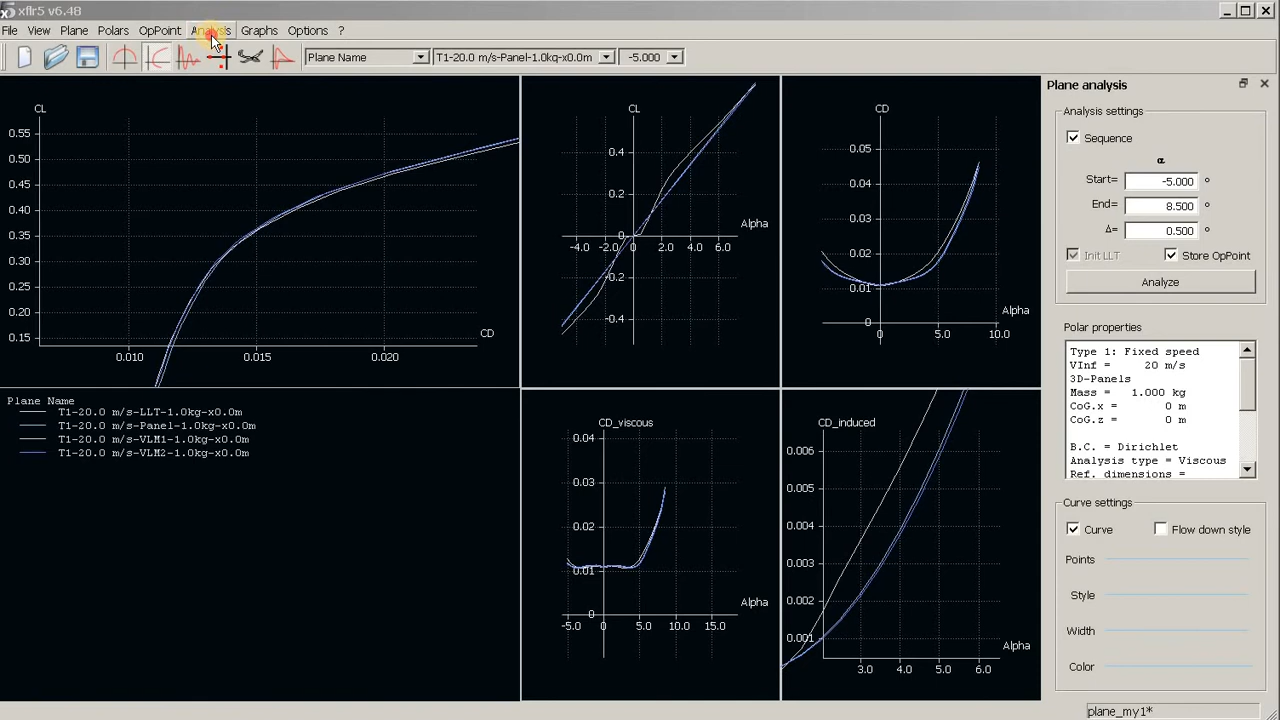 xflr5 v6.48
File View Plane Polars OpPoint Analysis Graphs Options ?
Plane Name T1-20.0 m/s-Panel-1.0kg-x0.0m -5.000
CL
0.55
0.50
0.45
0.40
0.35
0.30
0.25
0.20
0.15
CD
0.010 0.015 0.020
CL
0.4
0.2
0
-0.2
-0.4
Alpha
-4.0 -2.0 0 2.0 4.0 6.0
CD
0.05
0.04
0.03
0.02
0.01
0
Alpha
0 5.0 10.0
Plane Name
T1-20.0 m/s-LLT-1.0kg-x0.0m
T1-20.0 m/s-Panel-1.0kg-x0.0m
T1-20.0 m/s-VLM1-1.0kg-x0.0m
T1-20.0 m/s-VLM2-1.0kg-x0.0m
CD_viscous
0.04
0.03
0.02
0.01
0
Alpha
-5.0 0 5.0 10.0 15.0
CD_induced
0.006
0.005
0.004
0.003
0.002
0.001
Alpha
3.0 4.0 5.0 6.0
Plane analysis
Analysis settings
Sequence
α
Start= -5.000 °
End= 8.500 °
Δ= 0.500 °
Init LLT Store OpPoint
Analyze
Polar properties
Type 1: Fixed speed
VInf = 20 m/s
3D-Panels
Mass = 1.000 kg
CoG.x = 0 m
CoG.z = 0 m
B.C. = Dirichlet
Analysis type = Viscous
Ref. dimensions =
Curve settings
Curve Flow down style
Points
Style
Width
Color
plane_my1*